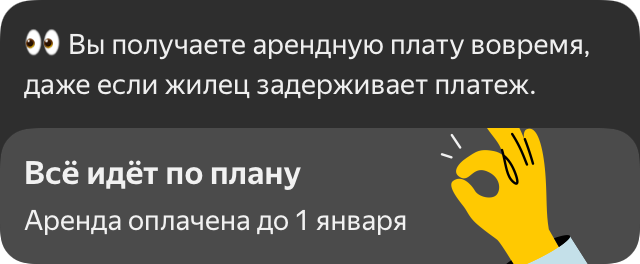 👀 Вы получаете арендную плату вовремя,
даже если жилец задерживает платеж.
Всё идёт по плану
Аренда оплачена до 1 января